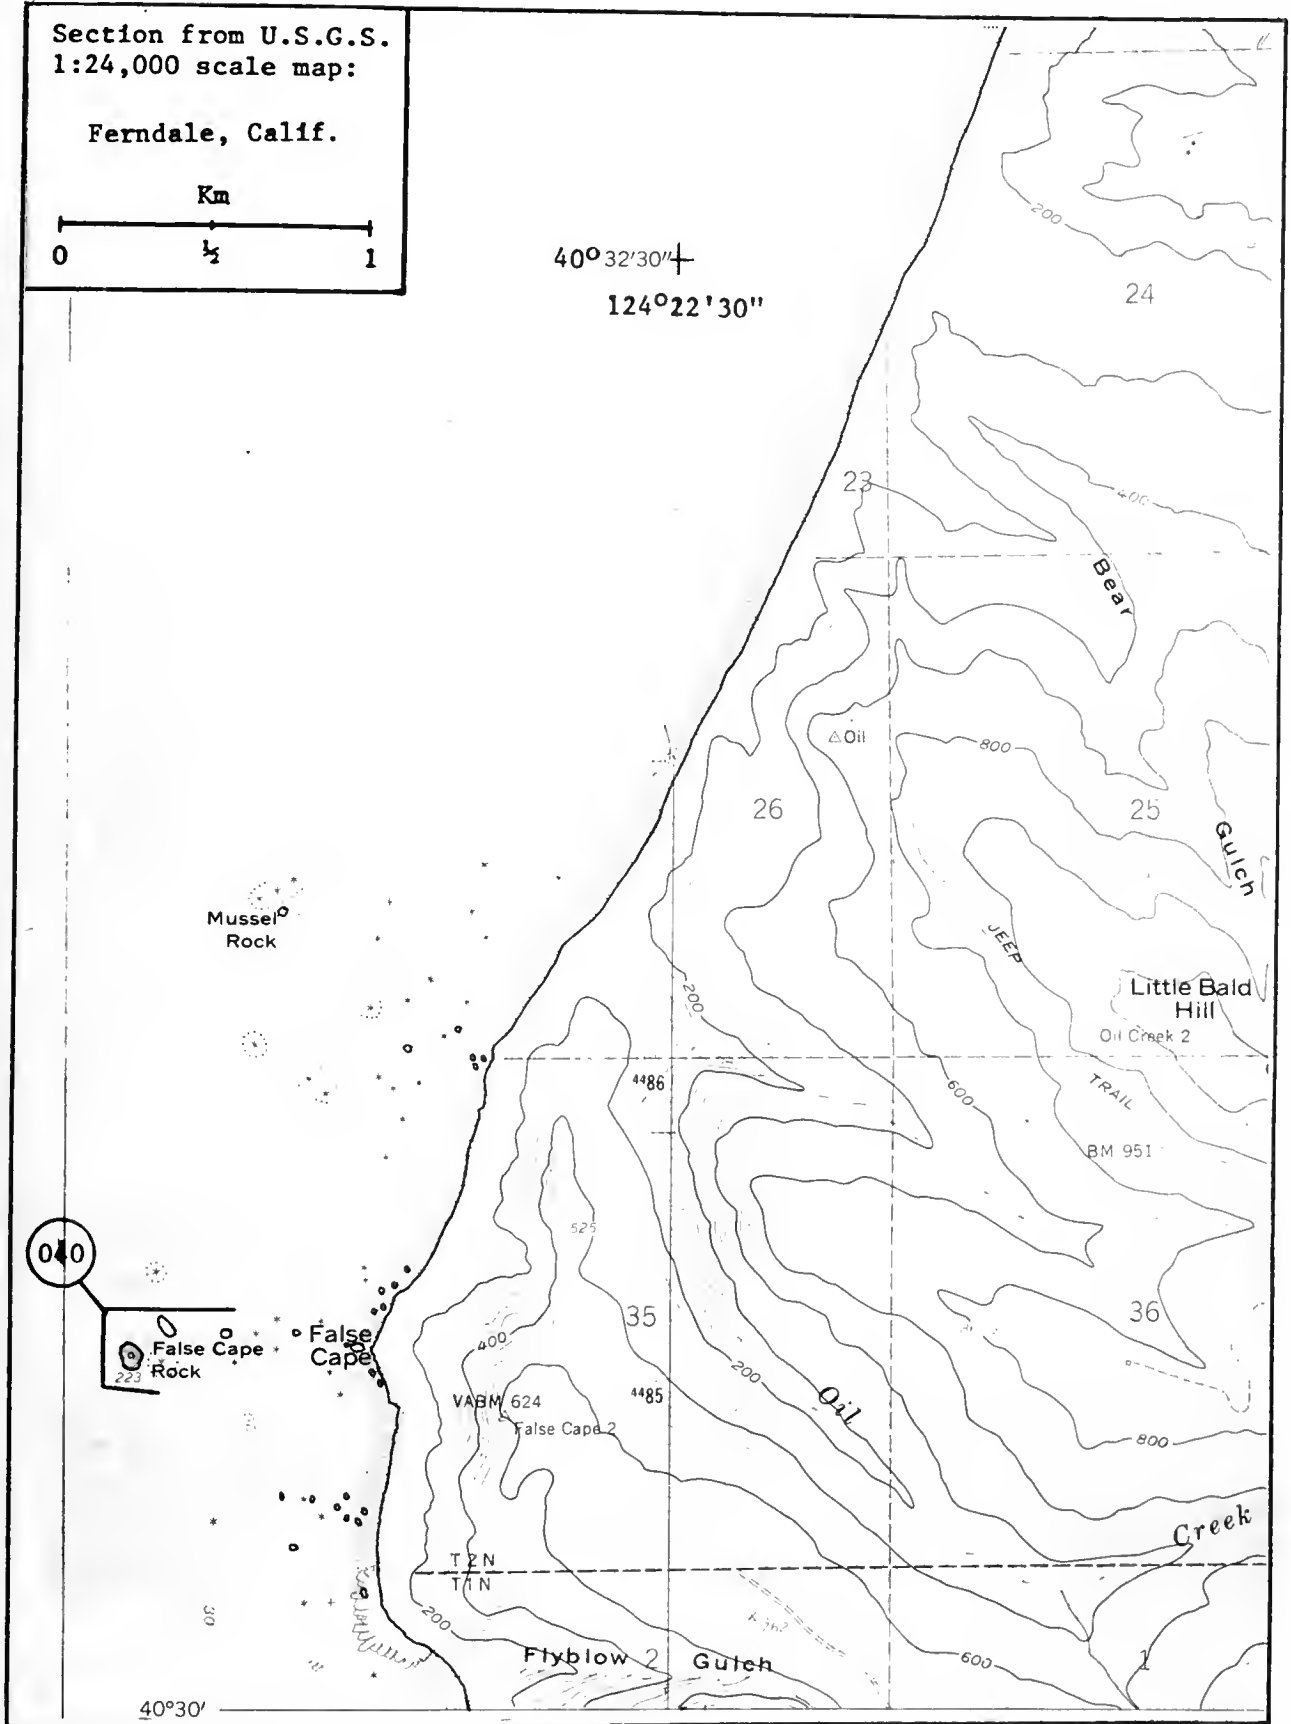 Section from U.S.G.S.
1:24,000 scale map:
Ferndale, Calif.
Km
0 ½ 1
40°32'30"
124°22'30"
200
24
23
400
Bear
Oil
800
26
25
Gulch
Mussel
Rock
JEEP
Little Bald
Hill
200
Oil Creek 2
4486
600
TRAIL
BM 951
525
040
35
36
False
Cape
False Cape
Rock
223
400
200
4485
VABM 624
Oil
False Cape 2
800
Creek
T2N
T1N
30
200
Flyblow 2 Gulch
600
1
40°30'